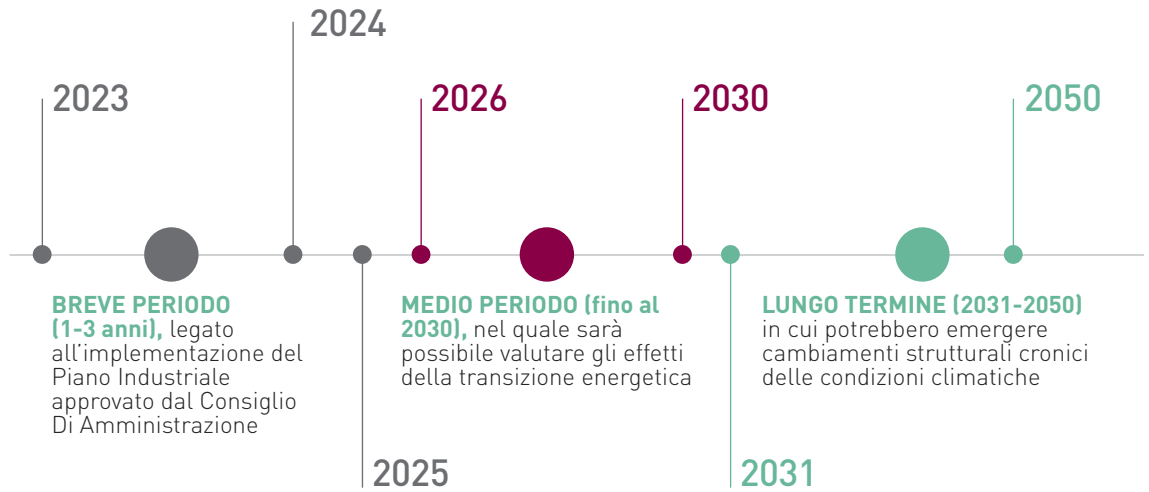 2024
2023
2026
2030
2050
BREVE PERIODO
(1-3 anni), legato
all'implementazione del
Piano Industriale
approvato dal Consiglio
Di Amministrazione
MEDIO PERIODO (fino al
2030), nel quale sarà
possibile valutare gli effetti
della transizione energetica
LUNGO TERMINE (2031-2050)
in cui potrebbero emergere
cambiamenti strutturali cronici
delle condizioni climatiche
2025
2031